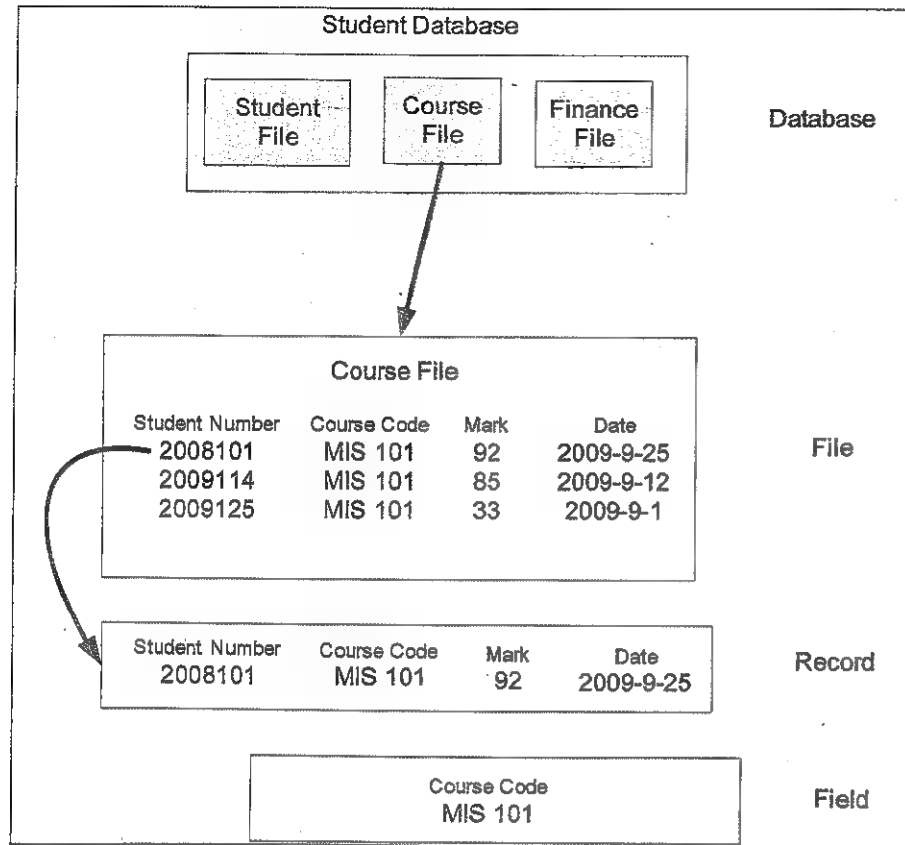 Student Database
Student
File
Course
File
Finance
File
Database
Course File
Student Number Course Code Mark Date
2008101 MIS 101 92 2009-9-25
2009114 MIS 101 85 2009-9-12
2009125 MIS 101 33 2009-9-1
File
Student Number Course Code Mark Date
2008101 MIS 101 92 2009-9-25
Record
Course Code
MIS 101
Field